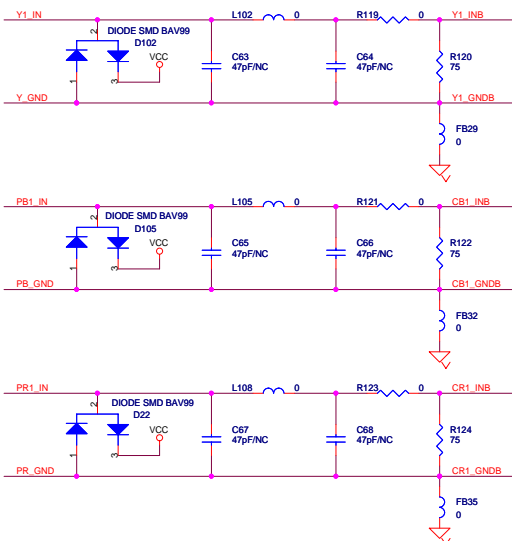 Y1_IN L102 0 R119 0 Y1_INB
2 DIODE SMD BAV99
D102
VCC
C63
47pF/NC
C64
47pF/NC
R120
75
1 3
Y_GND Y1_GNDB
FB29
0
PB1_IN L105 0 R121 0 CB1_INB
2 DIODE SMD BAV99
D105
VCC
C65
47pF/NC
C66
47pF/NC
R122
75
1 3
PB_GND CB1_GNDB
FB32
0
PR1_IN L108 0 R123 0 CR1_INB
2 DIODE SMD BAV99
D22
VCC
C67
47pF/NC
C68
47pF/NC
R124
75
1 3
PR_GND CR1_GNDB
FB35
0